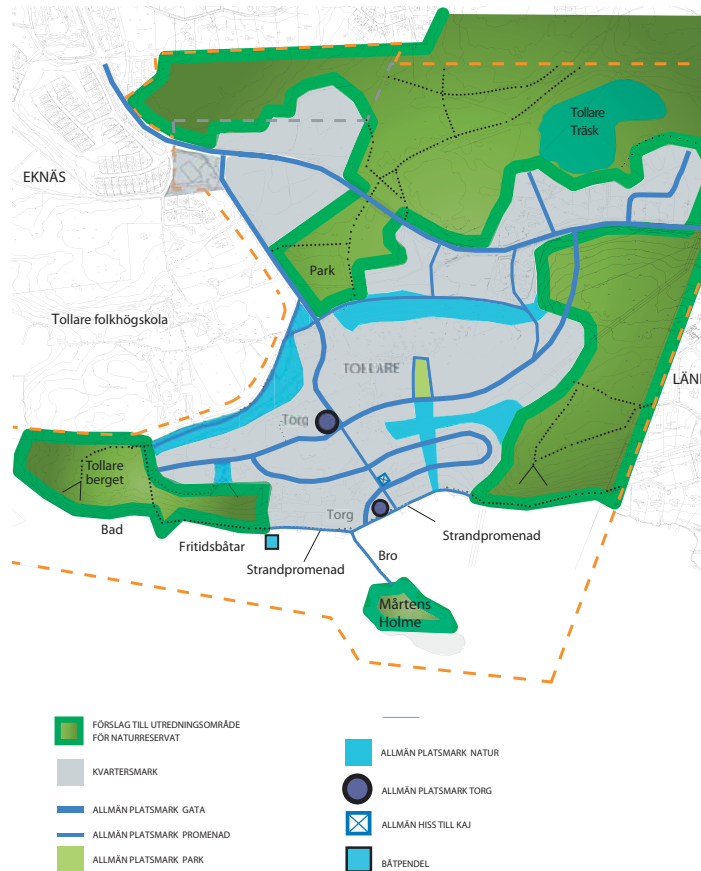 Tollare
Träsk
EKNÄS
Park
Tollare folkhögskola
TOLLARE
LÄN
Torg
Tollare
berget
Torg
Bad
Strandpromenad
Fritidsbåtar
Bro
Strandpromenad
Mårtens
Holme
FÖRSLAG TILL UTREDNINGSOMRÅDE
FÖR NATURRESERVAT
KVARTERSMARK
ALLMÄN PLATSMARK GATA
ALLMÄN PLATSMARK PROMENAD
ALLMÄN PLATSMARK PARK
ALLMÄN PLATSMARK NATUR
ALLMÄN PLATSMARK TORG
ALLMÄN HISS TILL KAJ
BÅTPENDEL